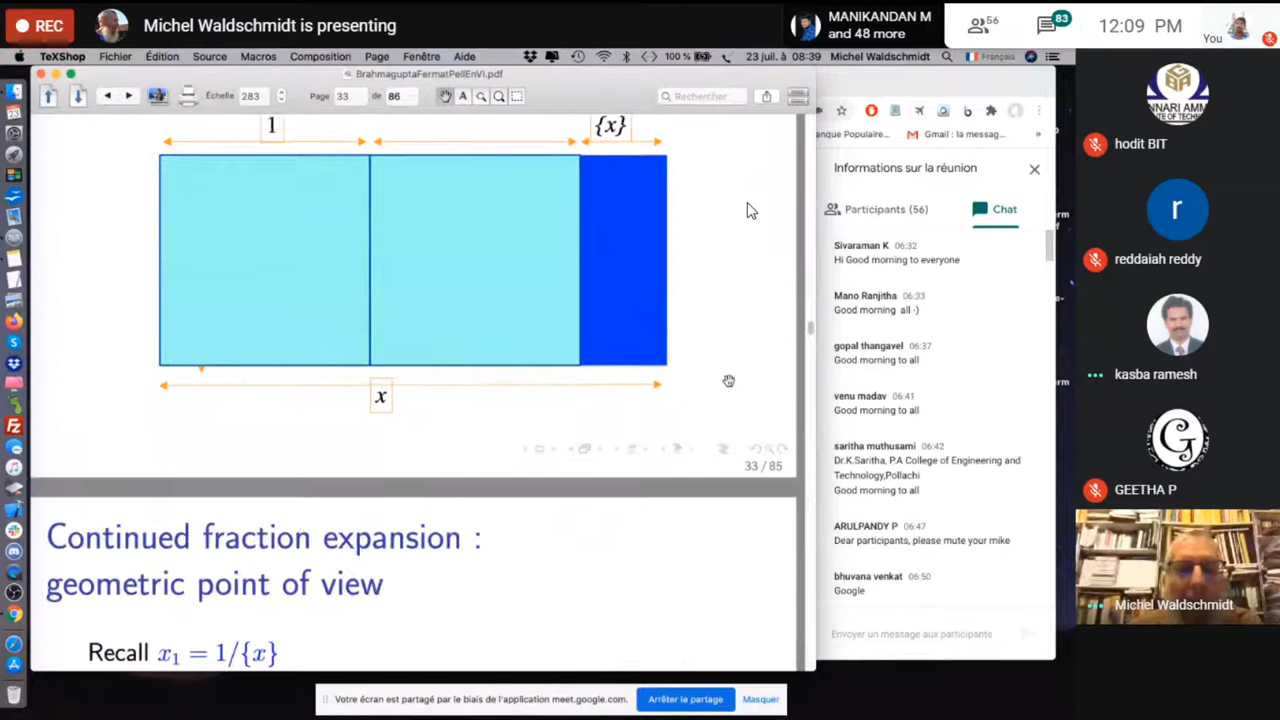 REC
Michel Waldschmidt is presenting
MANIKANDAN M
and 48 more
56
83
12:09 PM
You
TeXShop Fichier Édition Source Macros Composition Page Fenêtre Aide
100 %
23 juil. à 08:39 Michel Waldschmidt
Français
BrahmaguptaFermatPellEnVI.pdf
Échelle 283
Page 33 de 86
Rechercher
1
{x}
x
33 / 85
Continued fraction expansion :
geometric point of view
Recall x₁ = 1/{x}
anque Populaire...
Gmail : la messag...
Informations sur la réunion
Participants (56)
Chat
Sivaraman K 06:32
Hi Good morning to everyone
Mano Ranjitha 06:33
Good morning all -)
gopal thangavel 06:37
Good morning to all
venu madav 06:41
Good morning to all
saritha muthusami 06:42
Dr.K.Saritha, P.A College of Engineering and
Technology,Pollachi
Good morning to all
ARULPANDY P 06:47
Dear participants, please mute your mike
bhuvana venkat 06:50
Google
Envoyer un message aux participants
Votre écran est partagé par le biais de l'application meet.google.com.
Arrêter le partage
Masquer
NNARI AMM
hodit BIT
r
reddaiah reddy
kasba ramesh
G
GEETHA P
Michel Waldschmidt